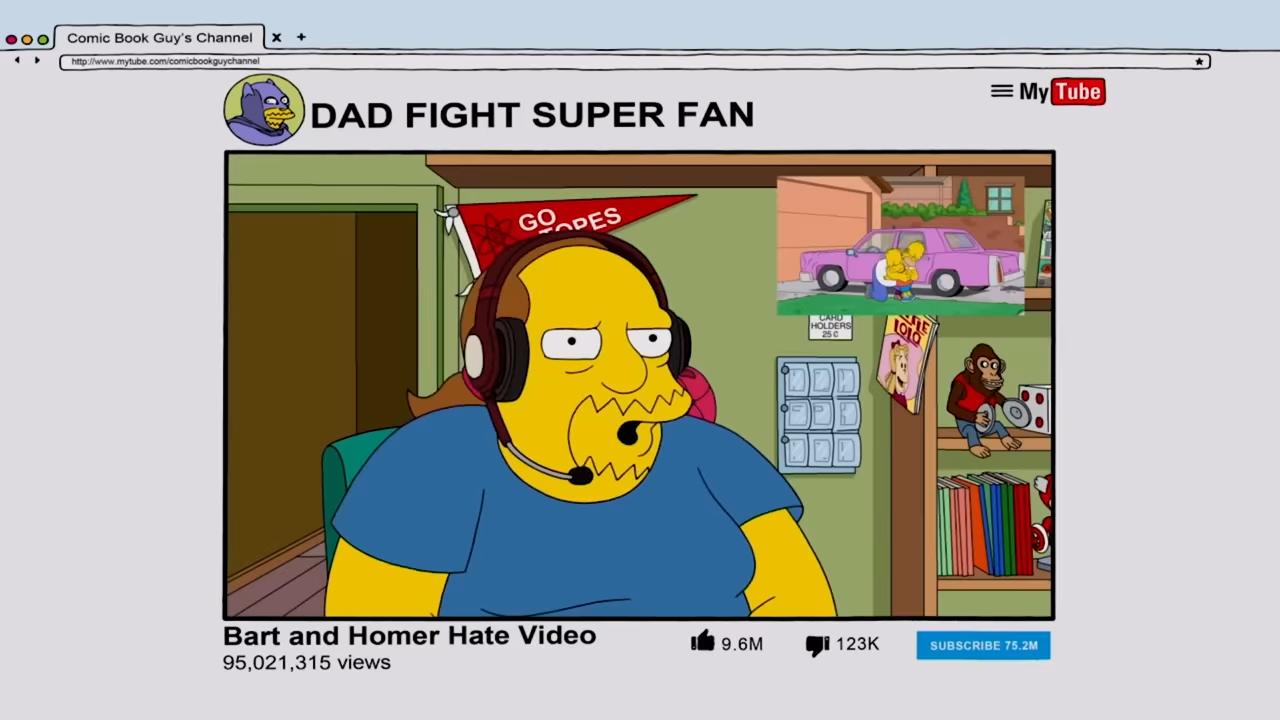 Comic Book Guy's Channel
http://www.mytube.com/comicbookguychannel
DAD FIGHT SUPER FAN
My Tube
GO
TOPES
CARD
HOLDERS
25¢
Bart and Homer Hate Video
9.6M
123K
SUBSCRIBE 75.2M
95,021,315 views